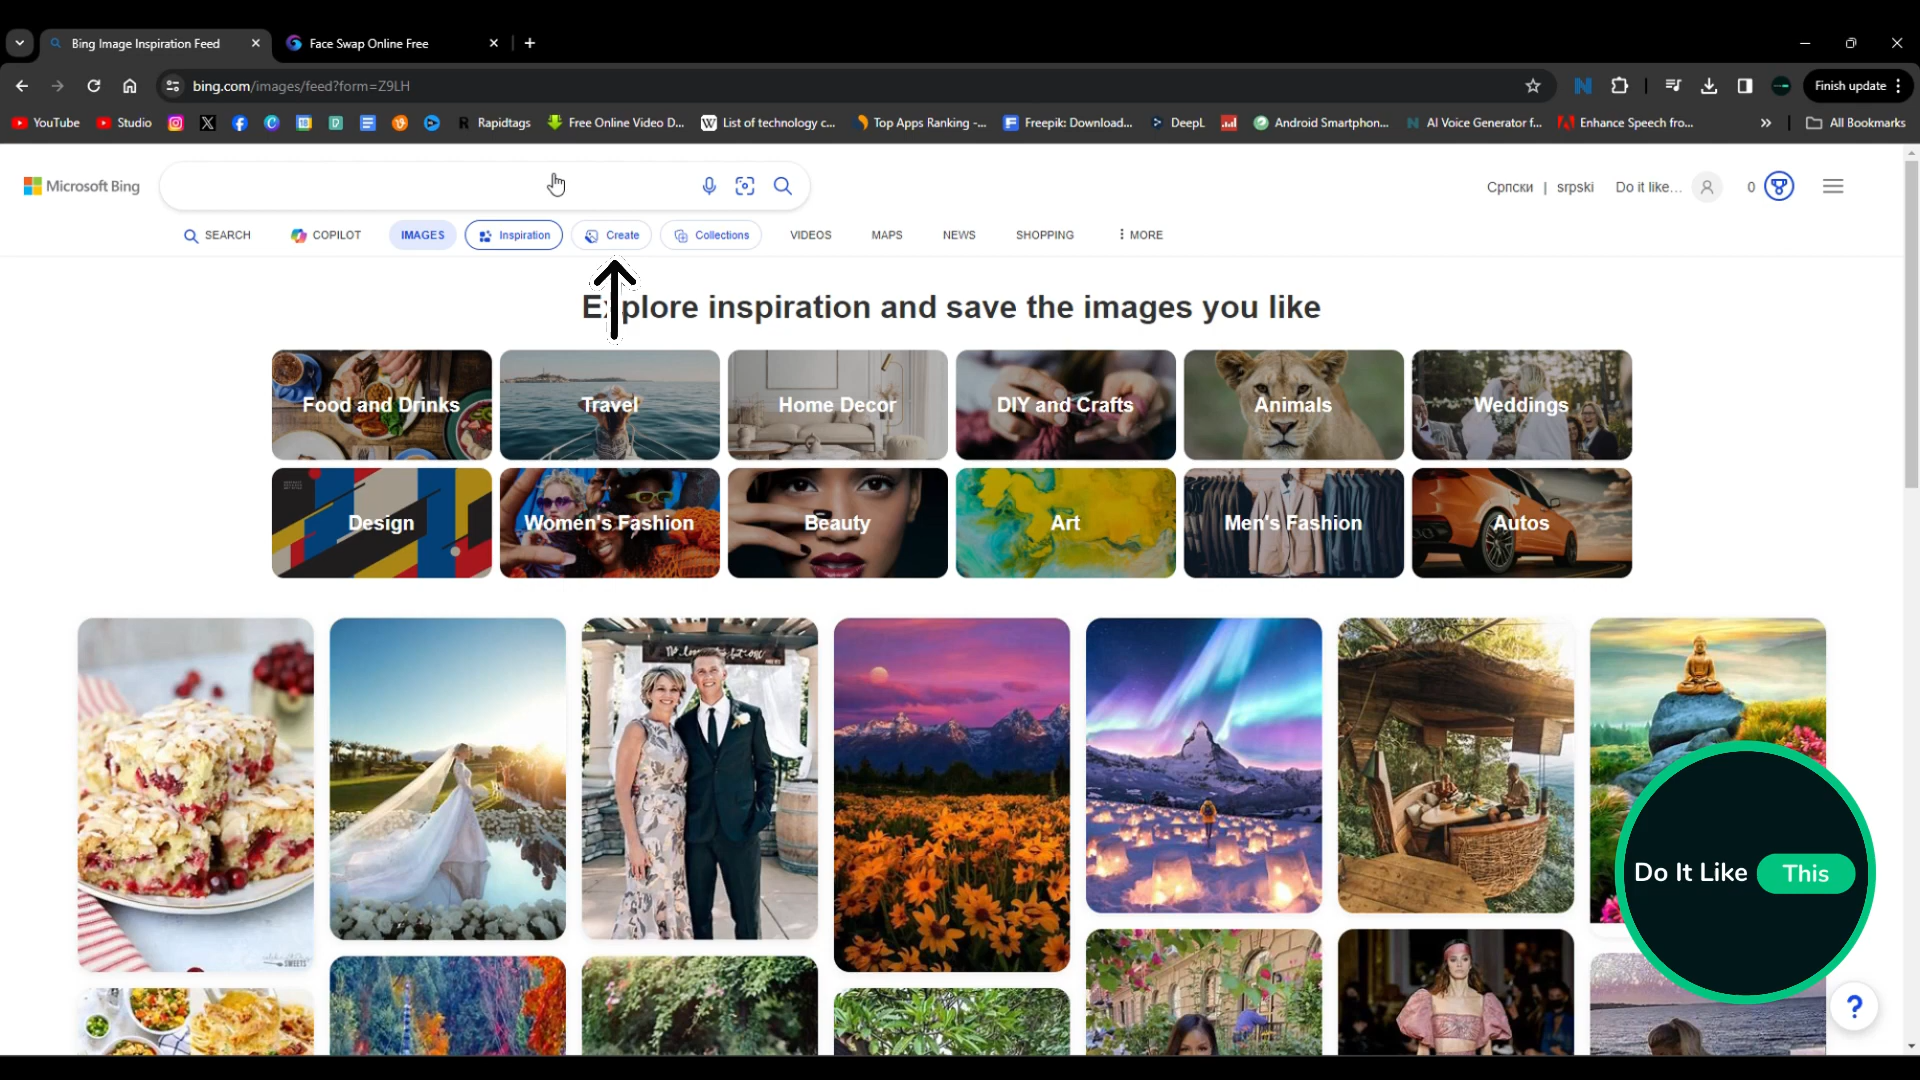 Bing Image Inspiration Feed
Face Swap Online Free
bing.com/images/feed?form=Z9LH
Finish update
YouTube
Studio
Rapidtags
Free Online Video D...
List of technology c...
Top Apps Ranking -...
Freepik: Download...
DeepL
Android Smartphon...
AI Voice Generator f...
Enhance Speech fro...
All Bookmarks
Microsoft Bing
Српски | srpski
Do it like...
0
SEARCH
COPILOT
IMAGES
Inspiration
Create
Collections
VIDEOS
MAPS
NEWS
SHOPPING
MORE
Explore inspiration and save the images you like
Food and Drinks
Travel
Home Decor
DIY and Crafts
Animals
Weddings
Design
Women's Fashion
Beauty
Art
Men's Fashion
Autos
SWEETS
Do It Like This
?